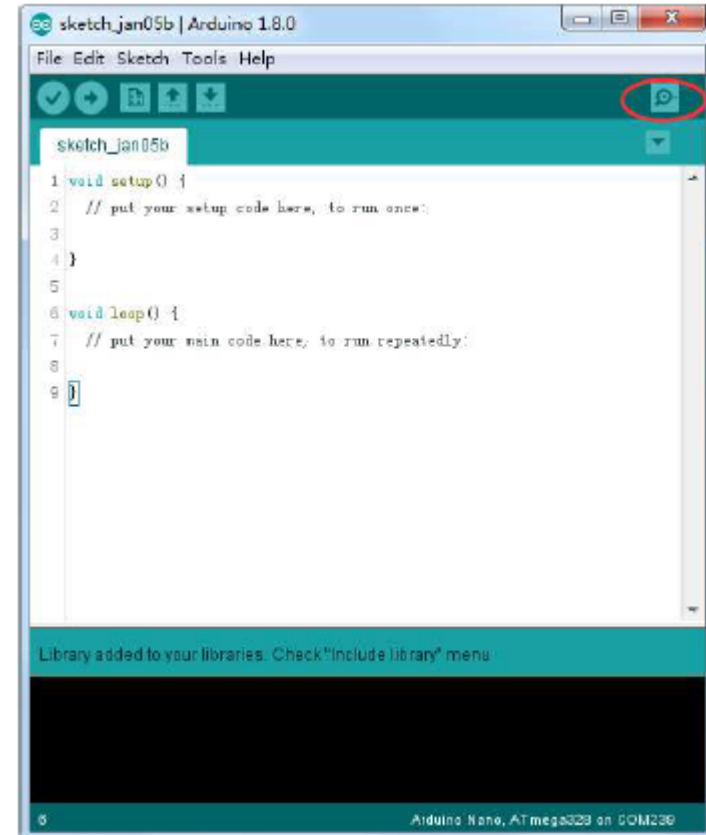 sketch_jan05b | Arduino 1.8.0
File Edit Sketch Tools Help
sketch_jan05b
1 void setup() {
2   // put your setup code here, to run once:
3
4 }
5
6 void loop() {
7   // put your main code here, to run repeatedly:
8
9 }
Library added to your libraries. Check "Include library" menu
6 Arduino Nano, ATmega328 on COM239